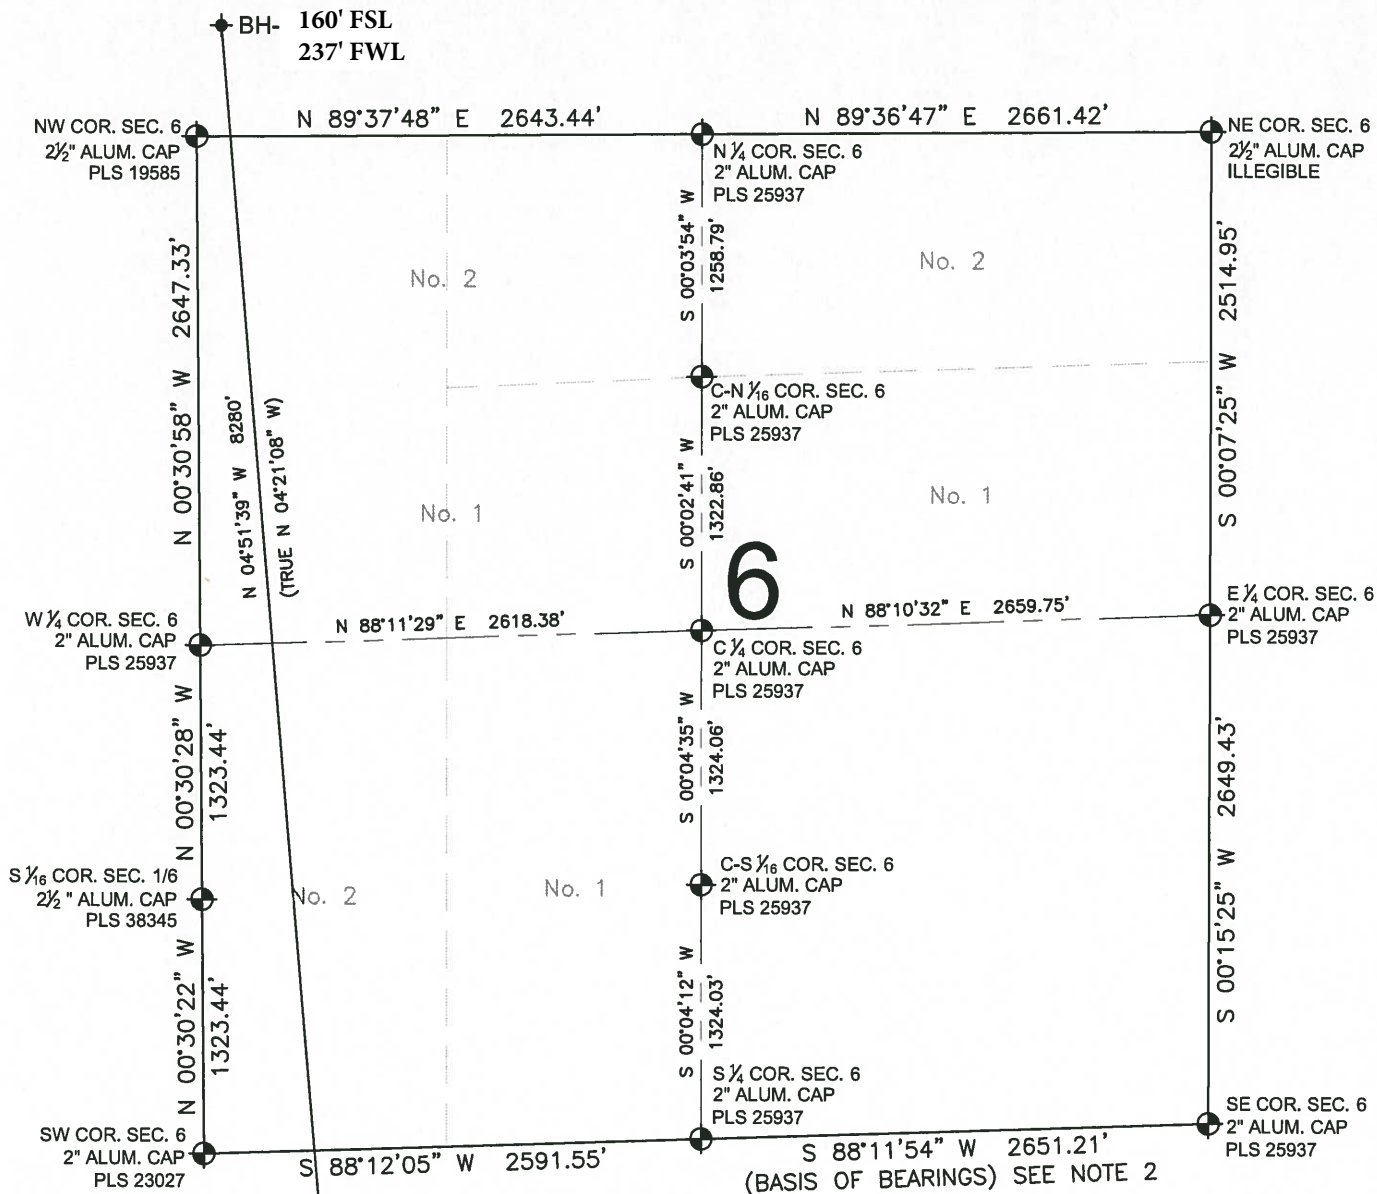 BH- 160' FSL
237' FWL
N 89°37'48" E 2643.44'
N 89°36'47" E 2661.42'
NW COR. SEC. 6
2½" ALUM. CAP
PLS 19585
N ¼ COR. SEC. 6
2" ALUM. CAP
PLS 25937
NE COR. SEC. 6
2½" ALUM. CAP
ILLEGIBLE
N 00°30'58" W 2647.33'
No. 2
S 00°03'54" W
1258.79'
No. 2
S 00°07'25" W 2514.95'
C-N 1⁄16 COR. SEC. 6
2" ALUM. CAP
PLS 25937
N 04°51'39" W 8280'
(TRUE N 04°21'08" W)
No. 1
S 00°02'41" W
1322.86'
No. 1
6
W ¼ COR. SEC. 6
2" ALUM. CAP
PLS 25937
N 88°11'29" E 2618.38'
N 88°10'32" E 2659.75'
E ¼ COR. SEC. 6
2" ALUM. CAP
PLS 25937
C ¼ COR. SEC. 6
2" ALUM. CAP
PLS 25937
N 00°30'28" W
1323.44'
S 00°04'35" W
1324.06'
S 00°15'25" W 2649.43'
S 1⁄16 COR. SEC. 1/6
2½ " ALUM. CAP
PLS 38345
No. 2
No. 1
C-S 1⁄16 COR. SEC. 6
2" ALUM. CAP
PLS 25937
N 00°30'22" W
1323.44'
S 00°04'12" W
1324.03'
S ¼ COR. SEC. 6
2" ALUM. CAP
PLS 25937
SW COR. SEC. 6
2" ALUM. CAP
PLS 23027
S 88°12'05" W 2591.55'
S 88°11'54" W 2651.21'
(BASIS OF BEARINGS) SEE NOTE 2
SE COR. SEC. 6
2" ALUM. CAP
PLS 25937